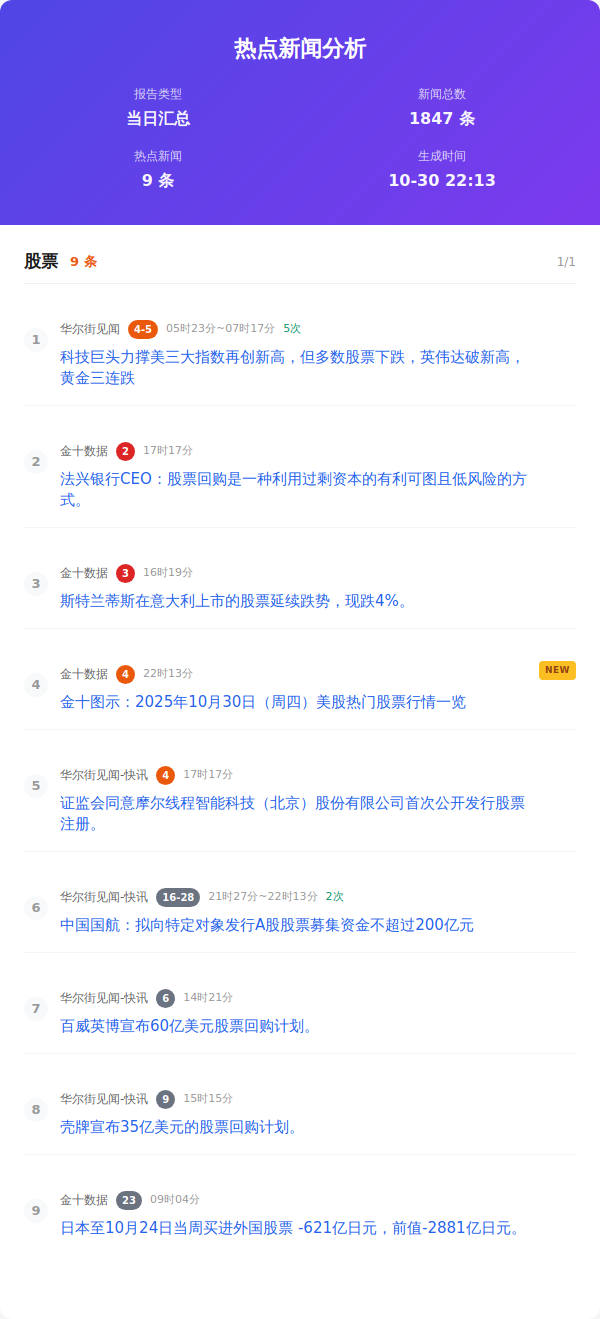 热点新闻分析
报告类型
新闻总数
当日汇总
1847 条
热点新闻
生成时间
9 条
10-30 22:13
股票 9 条 1/1
1
华尔街见闻 4-5 05时23分~07时17分 5次
科技巨头力撑美三大指数再创新高，但多数股票下跌，英伟达破新高，
黄金三连跌
2
金十数据 2 17时17分
法兴银行CEO：股票回购是一种利用过剩资本的有利可图且低风险的方
式。
3
金十数据 3 16时19分
斯特兰蒂斯在意大利上市的股票延续跌势，现跌4%。
4
金十数据 4 22时13分 NEW
金十图示：2025年10月30日（周四）美股热门股票行情一览
5
华尔街见闻-快讯 4 17时17分
证监会同意摩尔线程智能科技（北京）股份有限公司首次公开发行股票
注册。
6
华尔街见闻-快讯 16-28 21时27分~22时13分 2次
中国国航：拟向特定对象发行A股股票募集资金不超过200亿元
7
华尔街见闻-快讯 6 14时21分
百威英博宣布60亿美元股票回购计划。
8
华尔街见闻-快讯 9 15时15分
壳牌宣布35亿美元的股票回购计划。
9
金十数据 23 09时04分
日本至10月24日当周买进外国股票 -621亿日元，前值-2881亿日元。